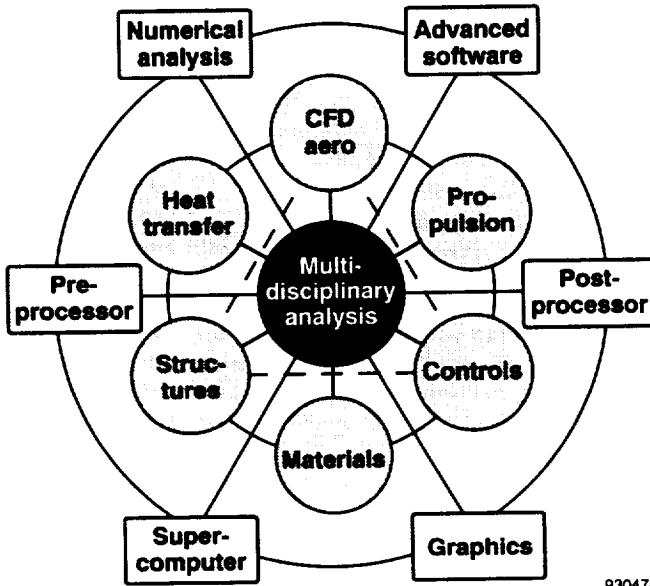 Numerical
analysis
Advanced
software
CFD
aero
Heat
transfer
Pro-
pulsion
Multi-
disciplinary
analysis
Pre-
processor
Post-
processor
Struc-
tures
Controls
Materials
Super-
computer
Graphics
93047